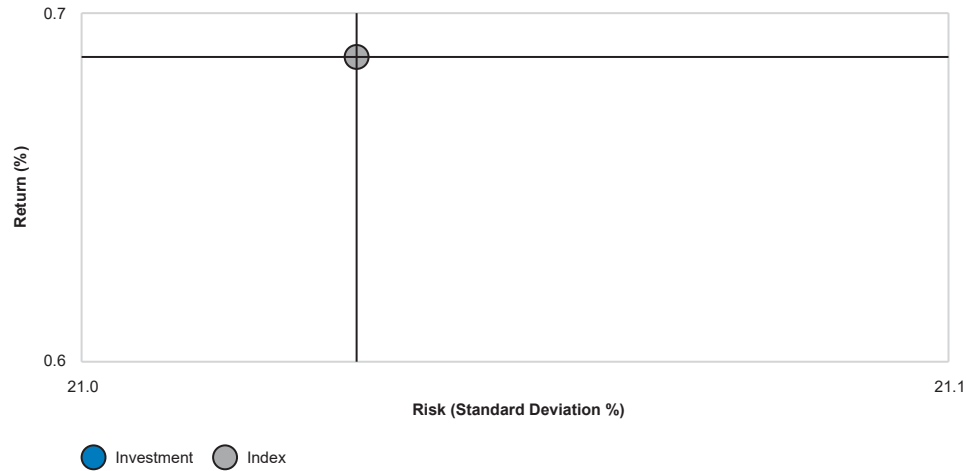 0.7
Return (%)
0.6
21.0
21.1
Risk (Standard Deviation %)
Investment
Index